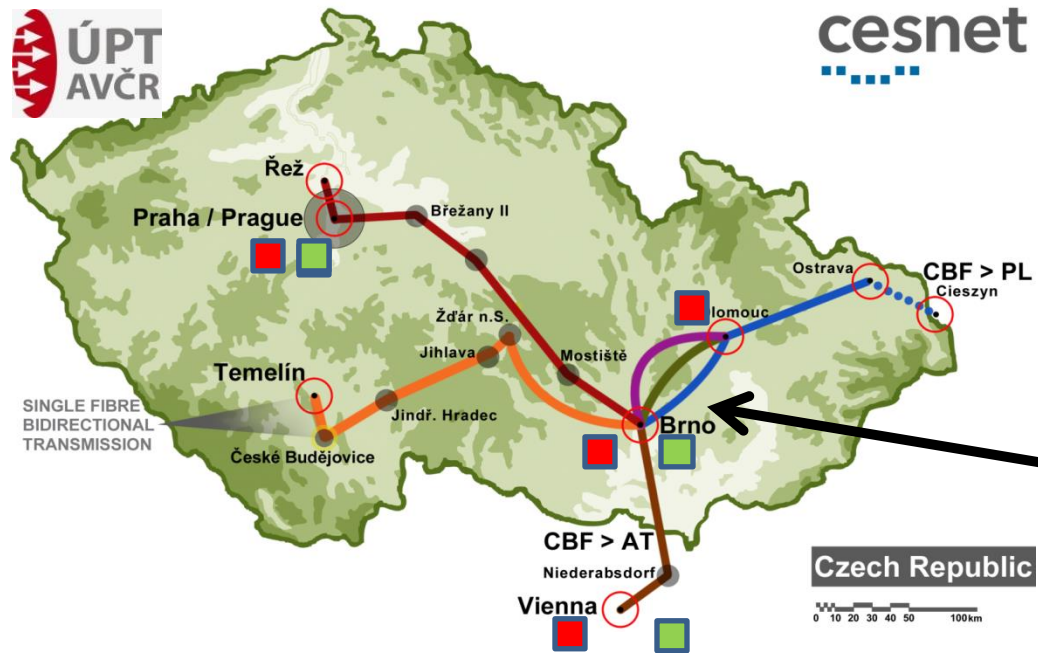 ÚPT
AVČR
cesnet
Řež
Praha / Prague
Břežany II
Ostrava
CBF > PL
Cieszyn
lomouc
Žďár n.S.
Jihlava
Mostiště
Temelín
SINGLE FIBRE
BIDIRECTIONAL
TRANSMISSION
Jindř. Hradec
Brno
České Budějovice
CBF > AT
Niederabsdorf
Vienna
Czech Republic
0 10 20 30 40 50 100km